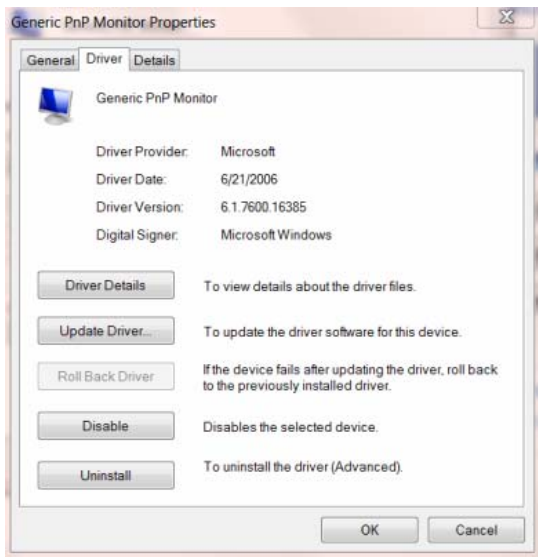 Generic PnP Monitor Properties
General Driver Details
Generic PnP Monitor
Driver Provider: Microsoft
Driver Date: 6/21/2006
Driver Version: 6.1.7600.16385
Digital Signer: Microsoft Windows
Driver Details To view details about the driver files.
Update Driver... To update the driver software for this device.
Roll Back Driver If the device fails after updating the driver, roll back
to the previously installed driver.
Disable Disables the selected device.
Uninstall To uninstall the driver (Advanced).
OK Cancel